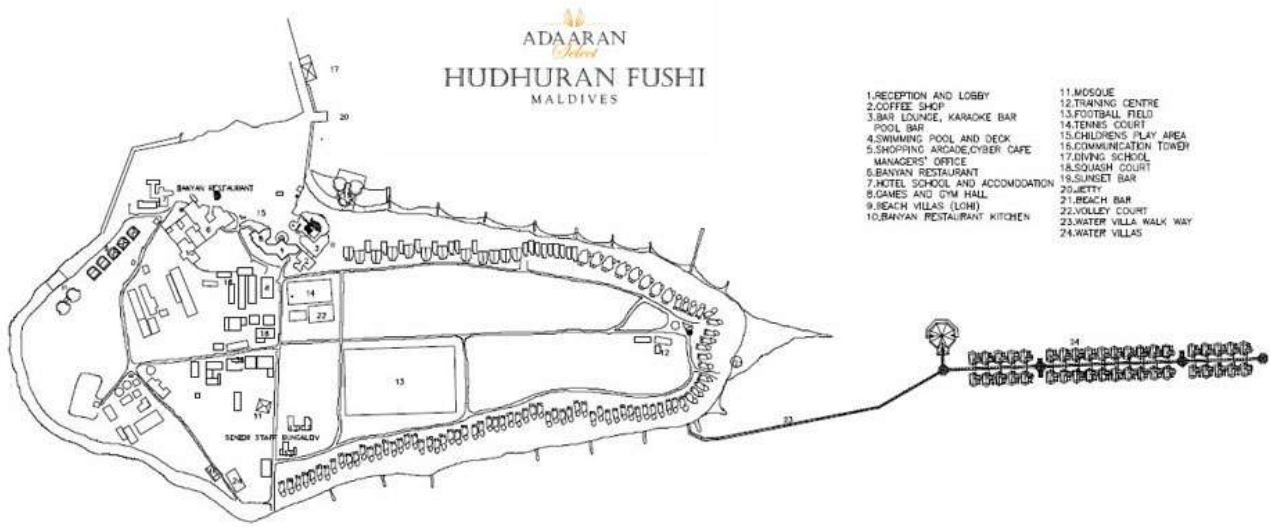 ADAARAN
Select
HUDHURAN FUSHI
MALDIVES
1.RECEPTION AND LOBBY
2.COFFEE SHOP
3.BAR LOUNGE, KARAOKE BAR
POOL BAR
4.SWIMMING POOL AND DECK
5.SHOPPING ARCADE,CYBER CAFE
MANAGERS' OFFICE
6.BANYAN RESTAURANT
7.HOTEL SCHOOL AND ACCOMODATION
8.GAMES AND GYM HALL
9.BEACH VILLAS (LOHI)
10.BANYAN RESTAURANT KITCHEN
11.MOSQUE
12.TRAINING CENTRE
13.FOOTBALL FIELD
14.TENNIS COURT
15.CHILDRENS PLAY AREA
16.COMMUNICATION TOWER
17.DIVING SCHOOL
18.SQUASH COURT
19.SUNSET BAR
20.JETTY
21.BEACH BAR
22.VOLLEY COURT
23.WATER VILLA WALK WAY
24.WATER VILLAS
17
20
BANYAN RESTAURANT
15
14
22
13
12
24
23
SENIOR STAFF BUNGALOV